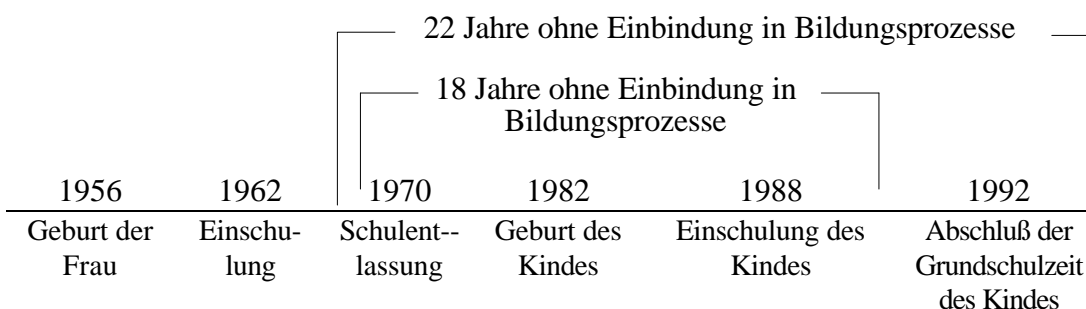 22 Jahre ohne Einbindung in Bildungsprozesse
18 Jahre ohne Einbindung in
Bildungsprozesse
1956 1962 1970 1982 1988 1992
Geburt der Einschu- Schulent-- Geburt des Einschulung des Abschluß der
Frau lung lassung Kindes Kindes Grundschulzeit
des Kindes